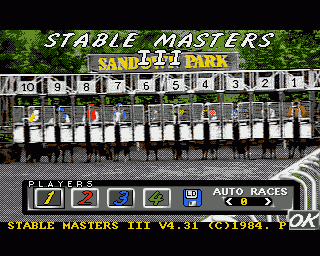 STABLE MASTERS
III
SANDOWN PARK
10 9 8 7 6 5 4 3 2 1
PLAYERS
1 2 3 4 LD AUTO RACES
< 0 >
OK
STABLE MASTERS III V4.31 (C)1984. P